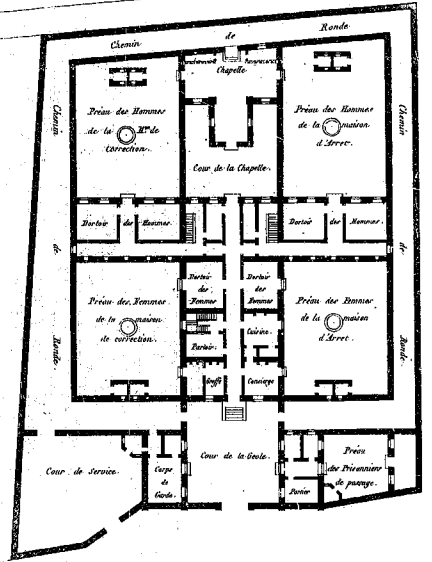 Chemin
de
Ronde
Chapelle
Préau des Hommes
de la M.on de
Correction.
Préau des Hommes
de la maison
d'Arret.
Cour de la Chapelle
Chemin
de
Ronde
Chemin
de
Ronde
Dortoir
des
Hommes.
Dortoir
des
Hommes.
Préau des Femmes
de la maison
de correction.
Dortoir
des
Femmes
Dortoir
des
Femmes
Préau des Femmes
de la maison
d'Arret.
Parloir.
Cuisine.
Greffe
Concierge
Cour de Service.
Corps
de
Garde.
Cour de la Geole
Portier
Préau
des Prisonniers
de passage.